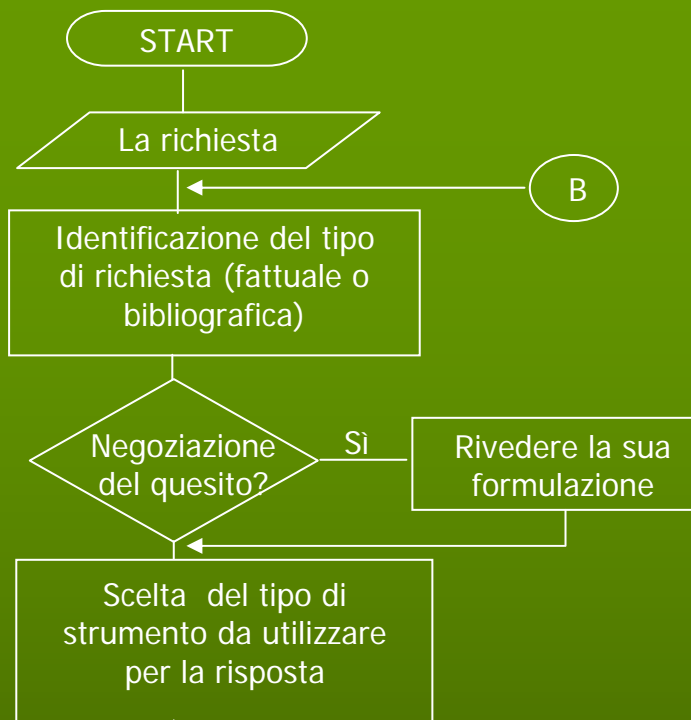 START
La richiesta
B
Identificazione del tipo
di richiesta (fattuale o
bibliografica)
Negoziazione
del quesito?
Sì
Rivedere la sua
formulazione
Scelta del tipo di
strumento da utilizzare
per la risposta